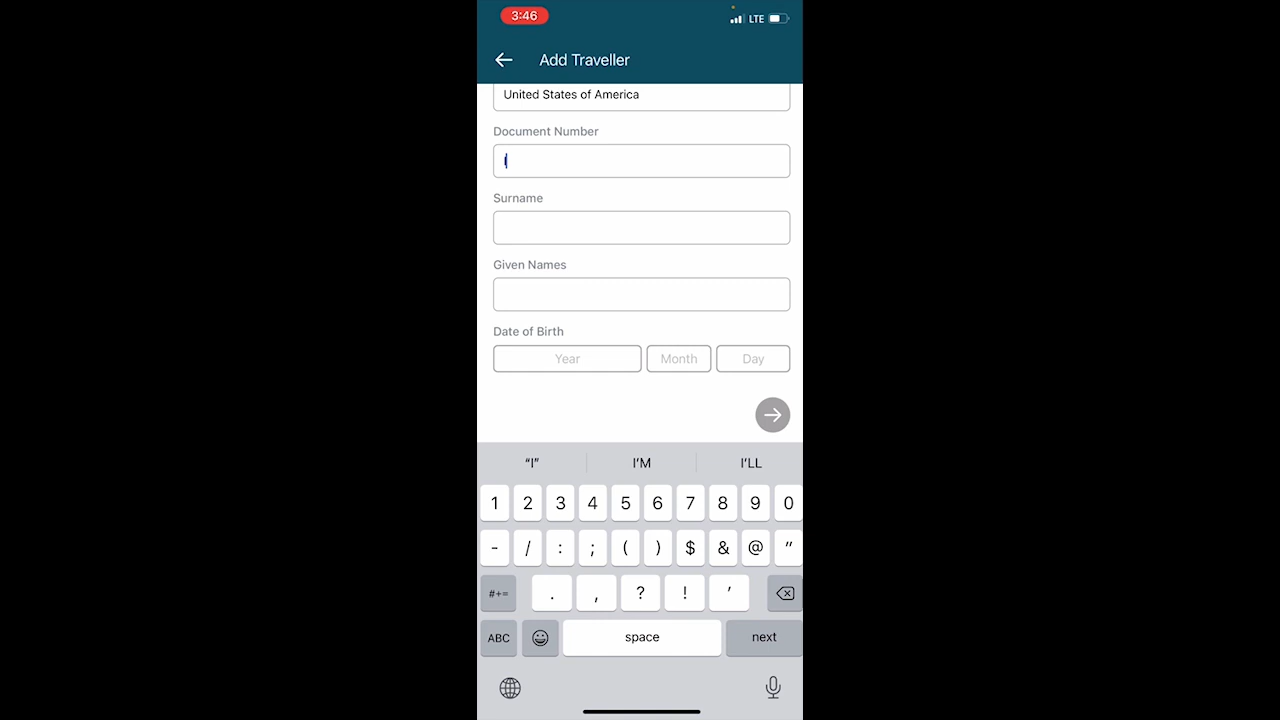 3:46
LTE
Add Traveller
United States of America
Document Number
I
Surname
Given Names
Date of Birth
Year Month Day
“I” I’M I’LL
1 2 3 4 5 6 7 8 9 0
- / : ; ( ) $ & @ ”
#+= . , ? ! ’
ABC space next